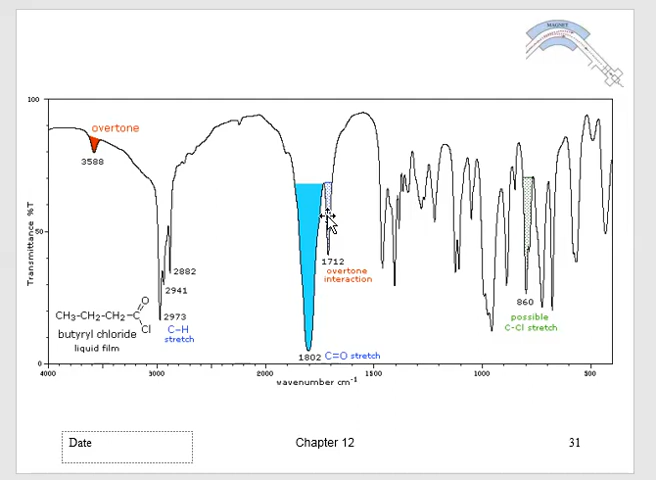 MAGNET
100
overtone
3588
Transmittance %T
50
2882
2941
2973
1712
overtone
interaction
860
possible
C-Cl stretch
CH₃-CH₂-CH₂-C
O
Cl
butyryl chloride
liquid film
C-H
stretch
1802 C=O stretch
0
4000 3000 2000 1500 1000 500
wavenumber cm⁻¹
Date
Chapter 12
31